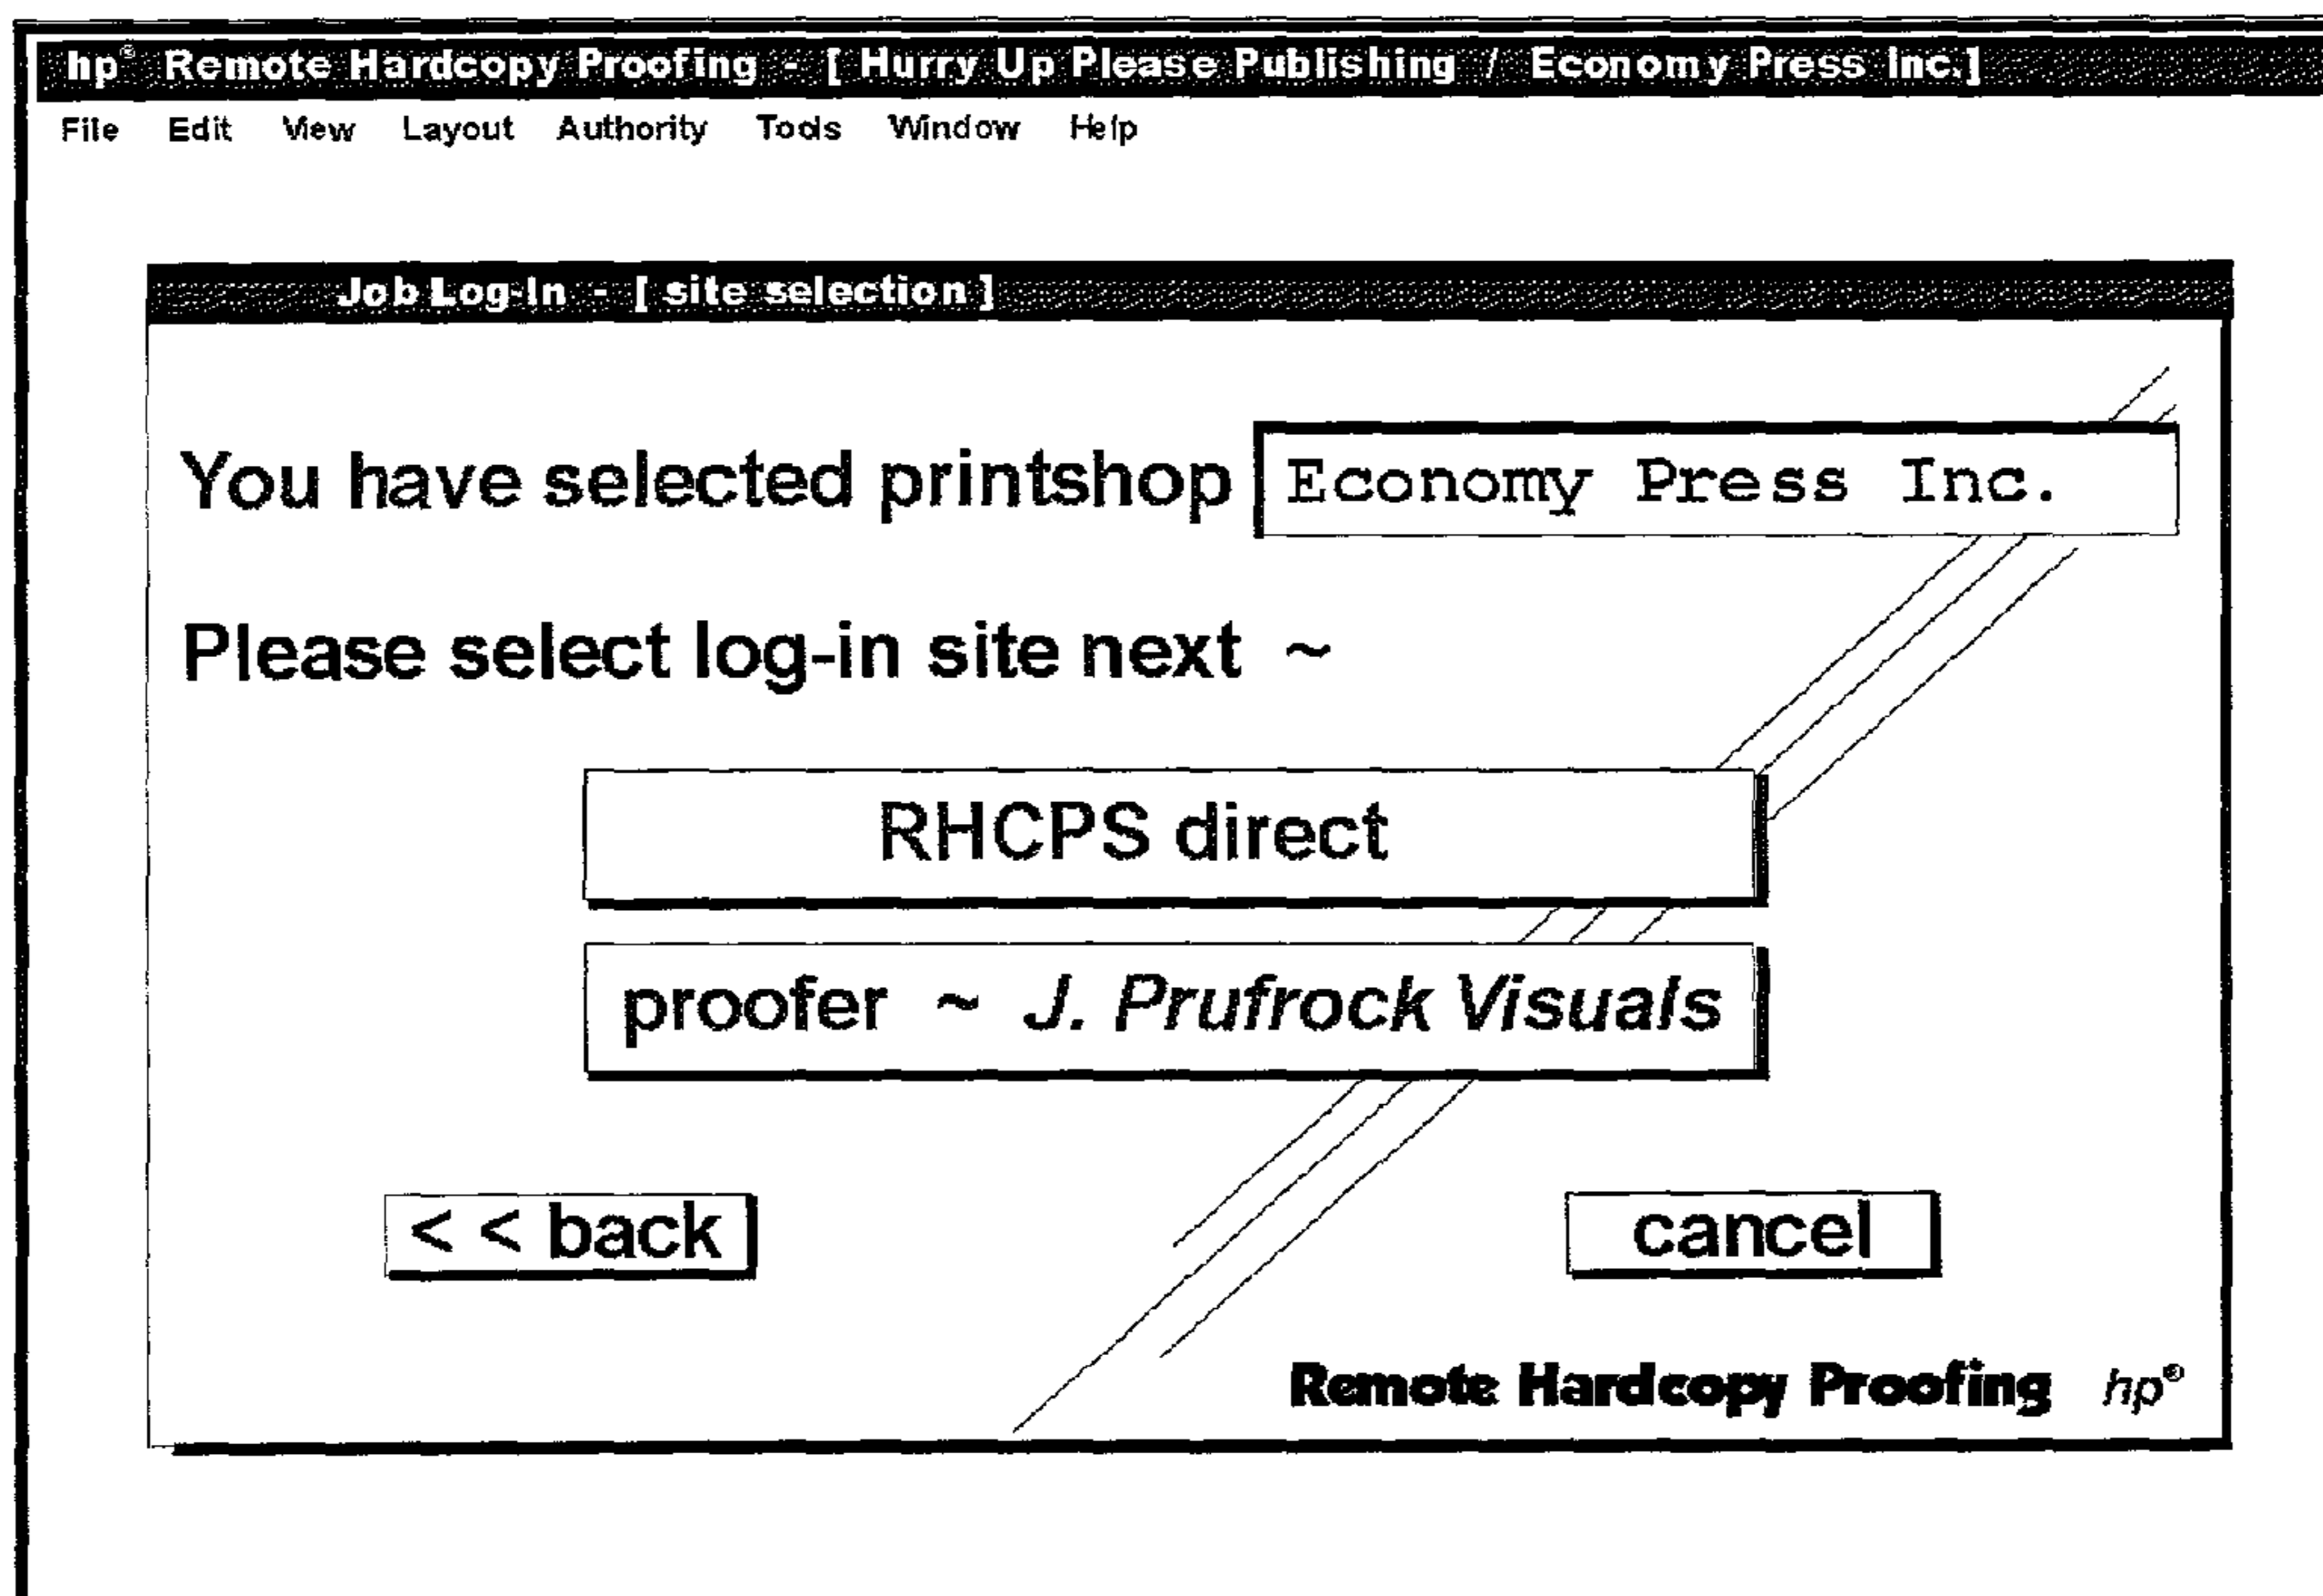 hp® Remote Hardcopy Proofing - [ Hurry Up Please Publishing / Economy Press Inc.]
File Edit View Layout Authority Tools Window Help
Job Log-In - [ site selection ]
You have selected printshop Economy Press Inc.
Please select log-in site next ~
RHCPS direct
proofer ~ J. Prufrock Visuals
< < back cancel
Remote Hardcopy Proofing hp®